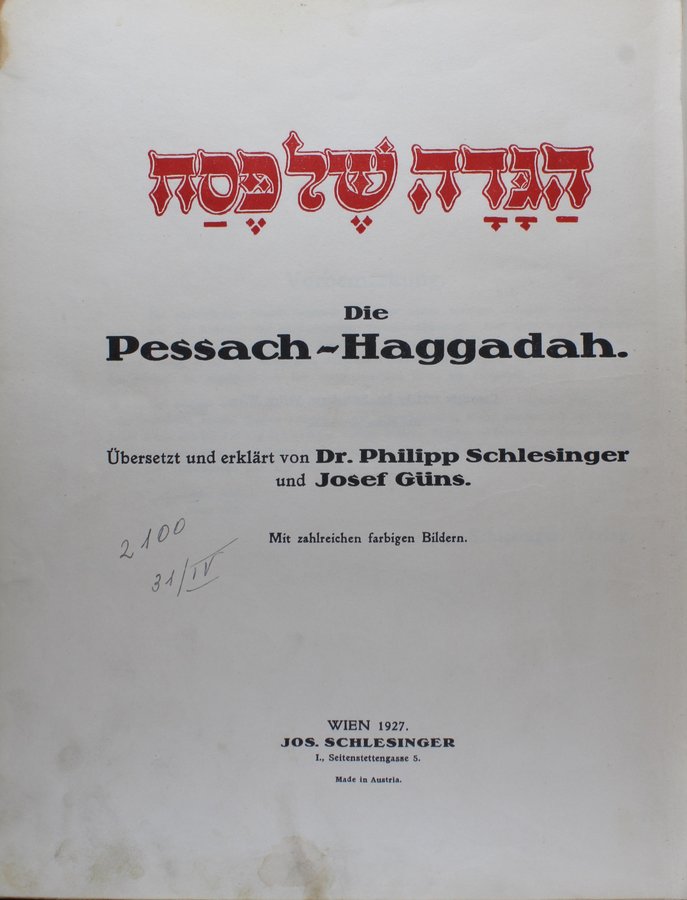 הַגָּדָה שֶׁל פֶּסַח
Die
Pessach-Haggadah.
Übersetzt und erklärt von Dr. Philipp Schlesinger
und Josef Güns.
Mit zahlreichen farbigen Bildern.
2100
31/IV
WIEN 1927.
JOS. SCHLESINGER
I., Seitenstettengasse 5.
Made in Austria.